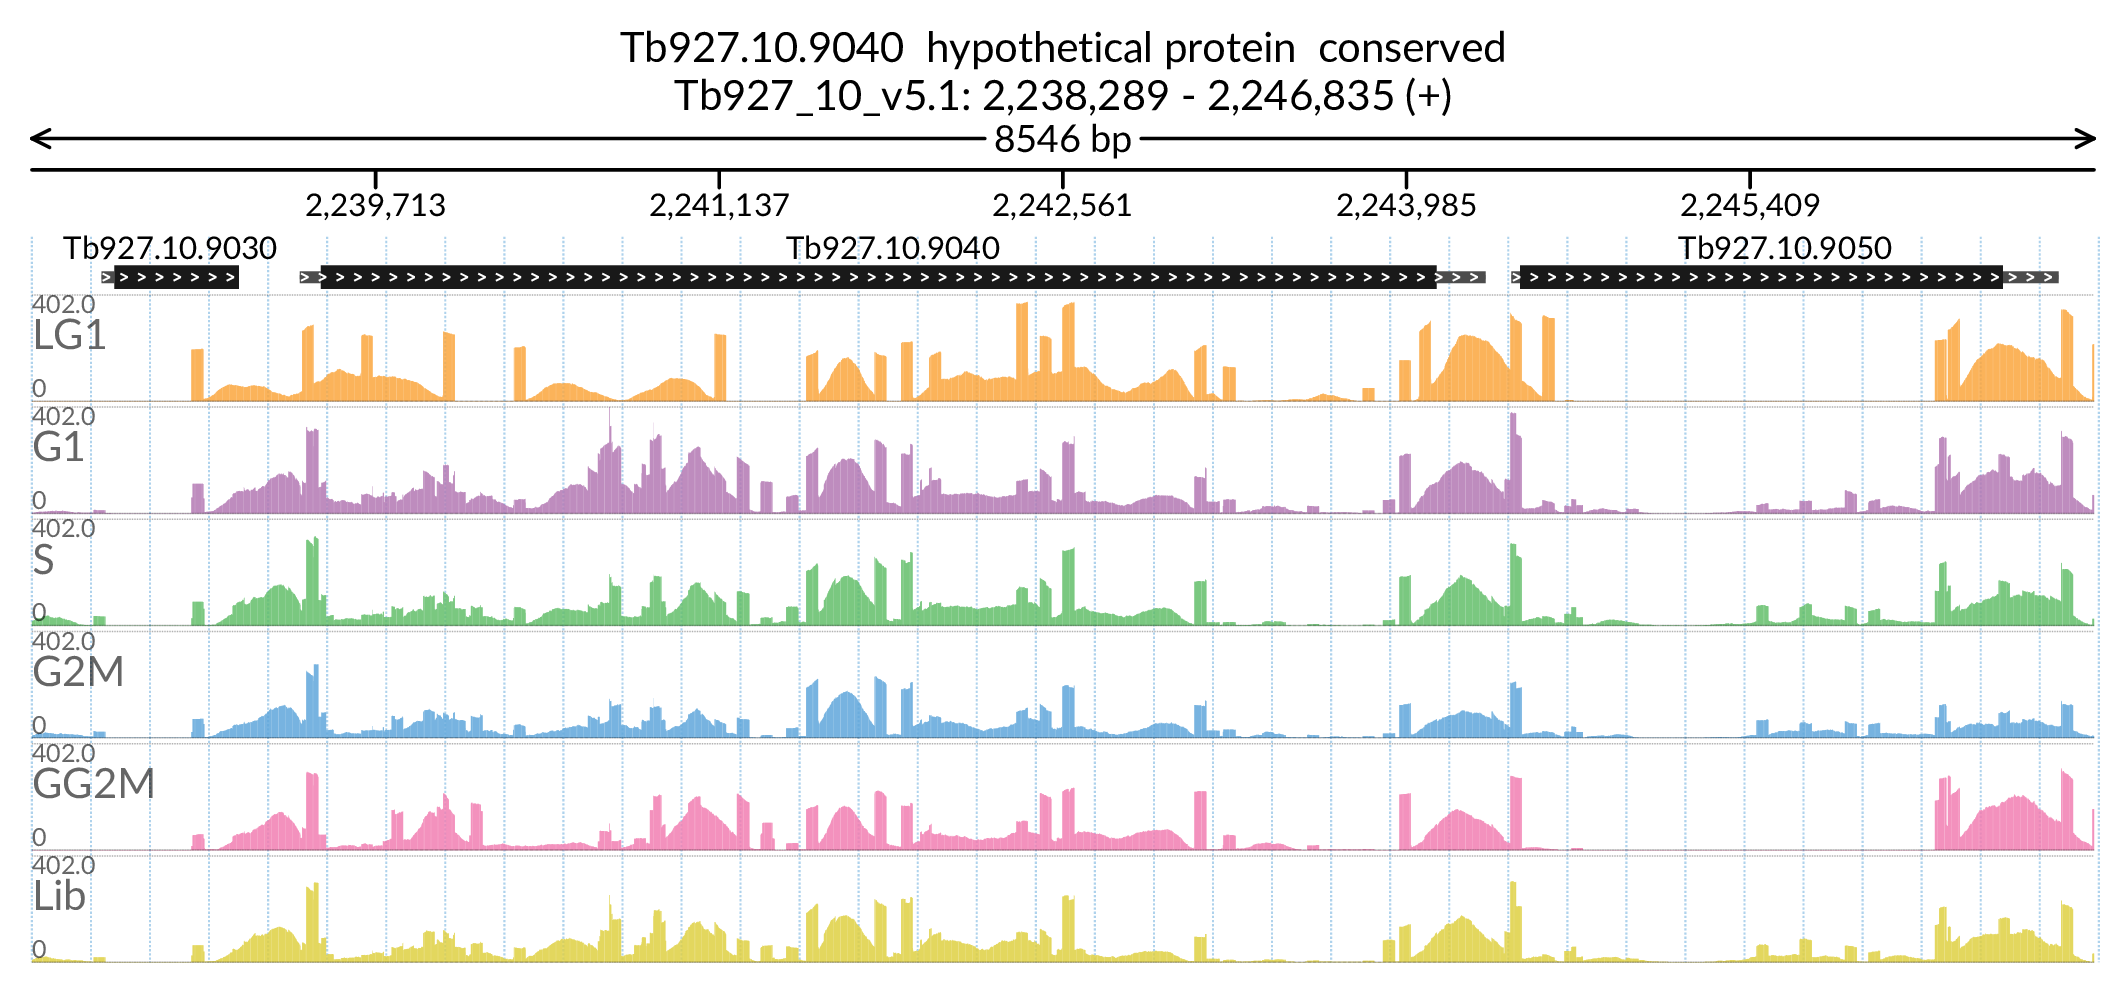 Tb927.10.9040 hypothetical protein conserved
Tb927_10_v5.1: 2,238,289 - 2,246,835 (+)
8546 bp
2,239,713 2,241,137 2,242,561 2,243,985 2,245,409
Tb927.10.9030 Tb927.10.9040 Tb927.10.9050
402.0
LG1
0
402.0
G1
0
402.0
S
0
402.0
G2M
0
402.0
GG2M
0
402.0
Lib
0